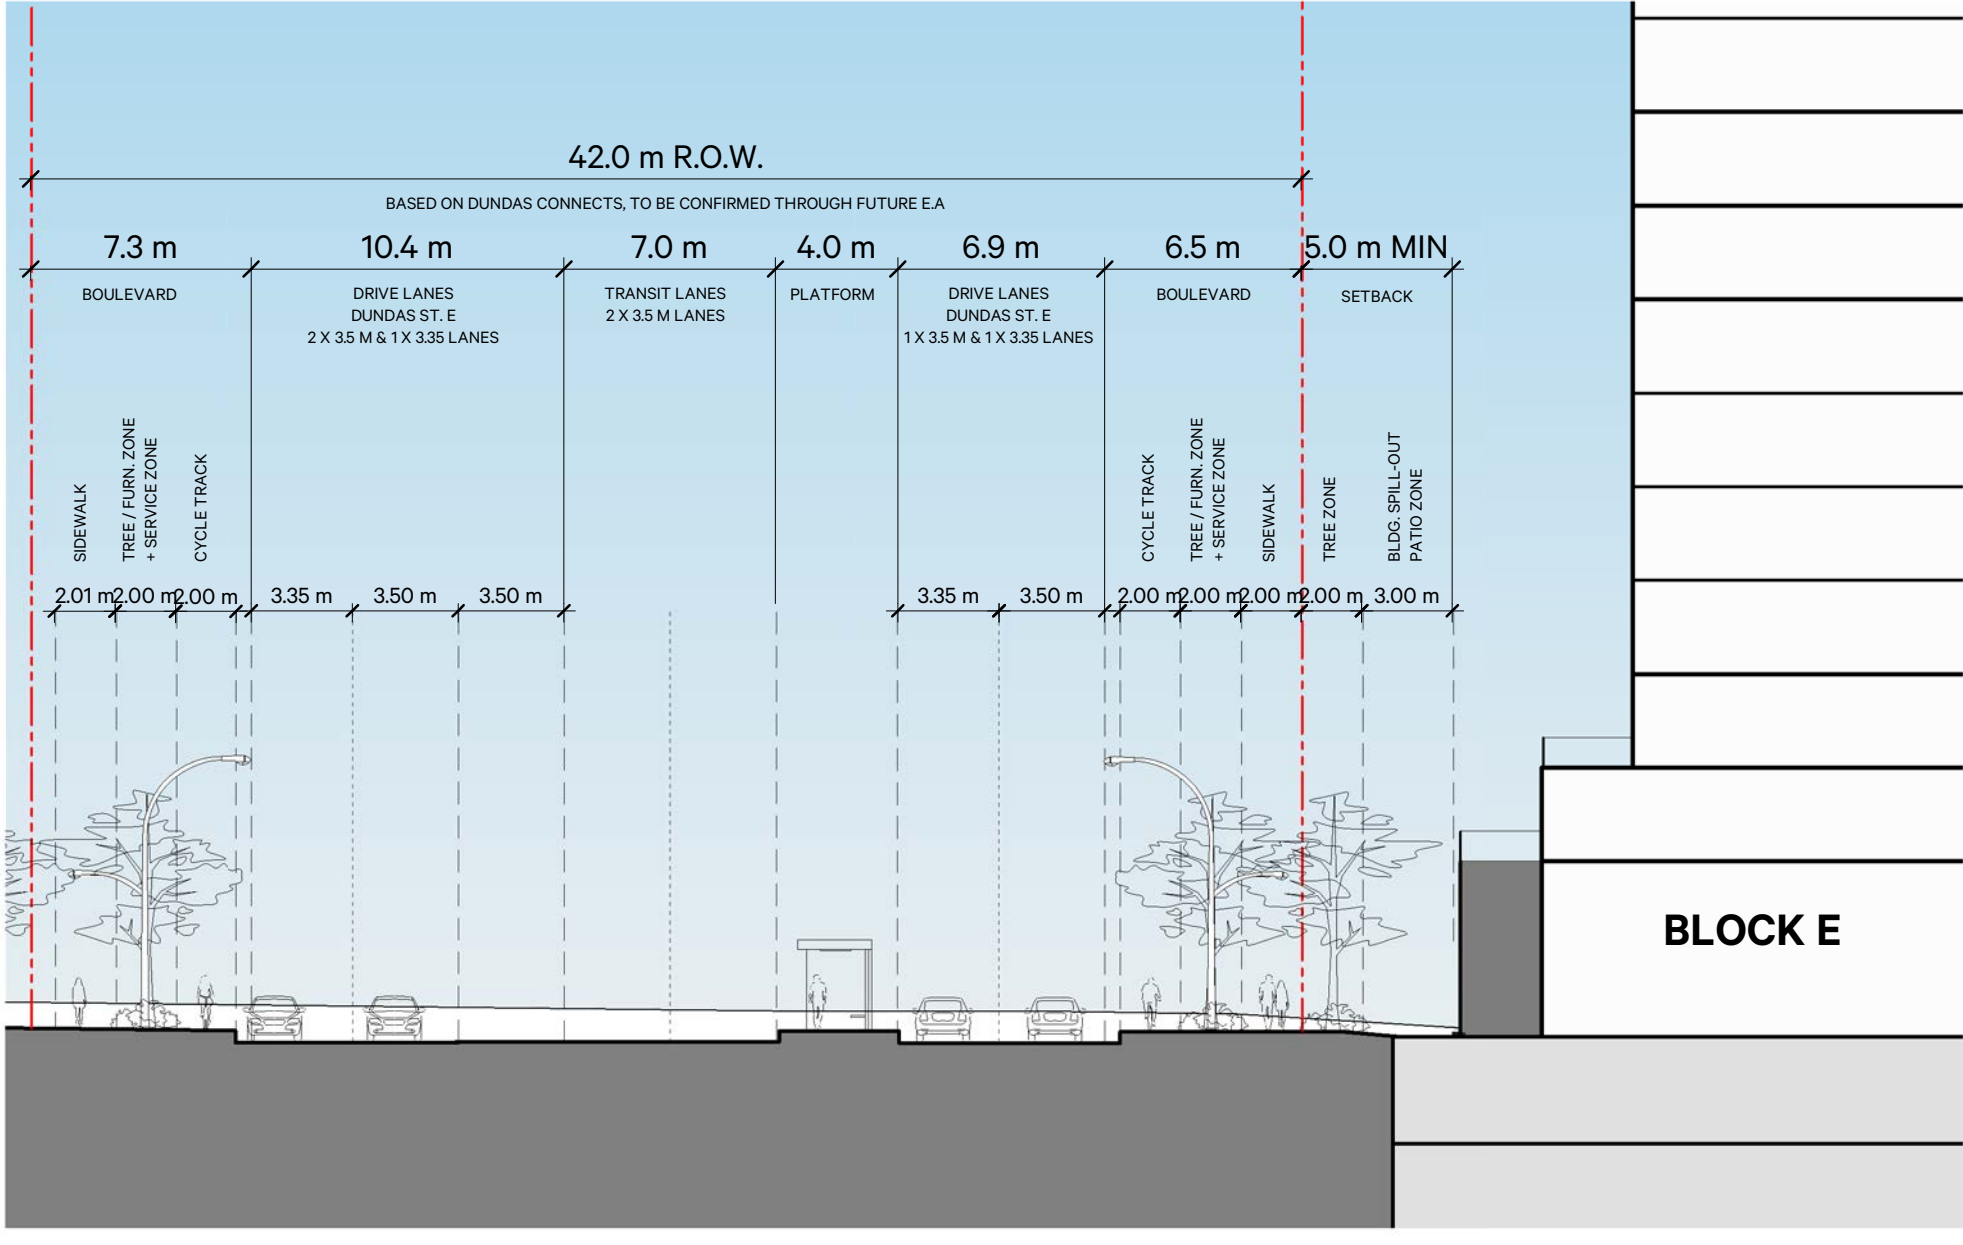 42.0 m R.O.W.
BASED ON DUNDAS CONNECTS, TO BE CONFIRMED THROUGH FUTURE E.A
7.3 m
10.4 m
7.0 m
4.0 m
6.9 m
6.5 m
5.0 m MIN
BOULEVARD
DRIVE LANES
DUNDAS ST. E
2 X 3.5 M & 1 X 3.35 LANES
TRANSIT LANES
2 X 3.5 M LANES
PLATFORM
DRIVE LANES
DUNDAS ST. E
1 X 3.5 M & 1 X 3.35 LANES
BOULEVARD
SETBACK
SIDEWALK
TREE / FURN. ZONE
+ SERVICE ZONE
CYCLE TRACK
CYCLE TRACK
TREE / FURN. ZONE
+ SERVICE ZONE
SIDEWALK
TREE ZONE
BLDG. SPILL-OUT
PATIO ZONE
2.01 m
2.00 m
2.00 m
3.35 m
3.50 m
3.50 m
3.35 m
3.50 m
2.00 m
2.00 m
2.00 m
2.00 m
3.00 m
BLOCK E